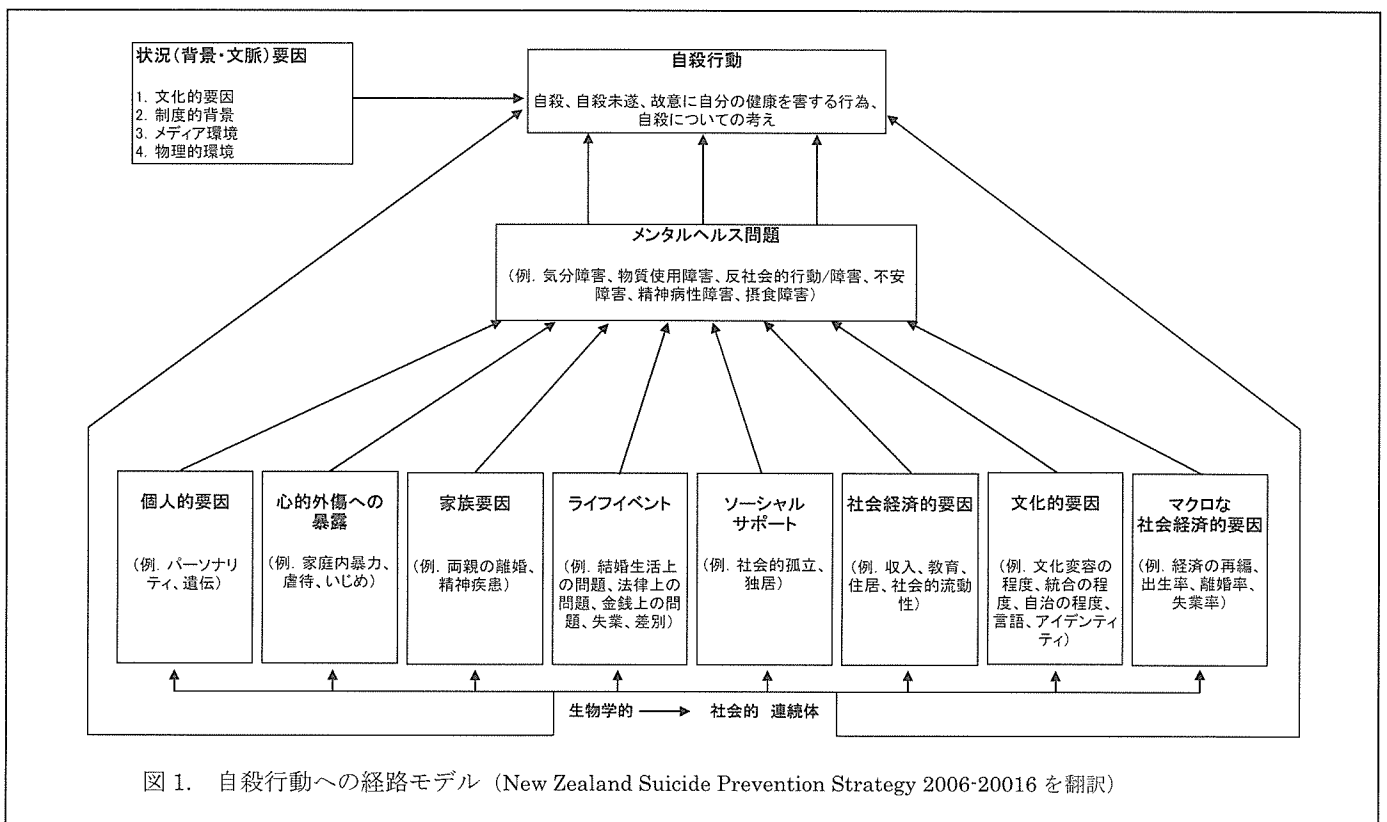 状況(背景・文脈)要因
1. 文化的要因
2. 制度的背景
3. メディア環境
4. 物理的環境
自殺行動
自殺、自殺未遂、故意に自分の健康を害する行為、
自殺についての考え
メンタルヘルス問題
(例. 気分障害、物質使用障害、反社会的行動/障害、不安
障害、精神病性障害、摂食障害)
個人的要因
(例. パーソナリ
ティ、遺伝)
心的外傷への
暴露
(例. 家庭内暴力、
虐待、いじめ)
家族要因
(例. 両親の離婚、
精神疾患)
ライフイベント
(例. 結婚生活上
の問題、法律上の
問題、金銭上の問
題、失業、差別)
ソーシャル
サポート
(例. 社会的孤立、
独居)
社会経済的要因
(例. 収入、教育、
住居、社会的流動
性)
文化的要因
(例. 文化変容の
程度、統合の程
度、自治の程度、
言語、アイデンティ
ティ)
マクロな
社会経済的要因
(例. 経済の再編、
出生率、離婚率、
失業率)
生物学的 → 社会的 連続体
図 1. 自殺行動への経路モデル (New Zealand Suicide Prevention Strategy 2006-20016 を翻訳)